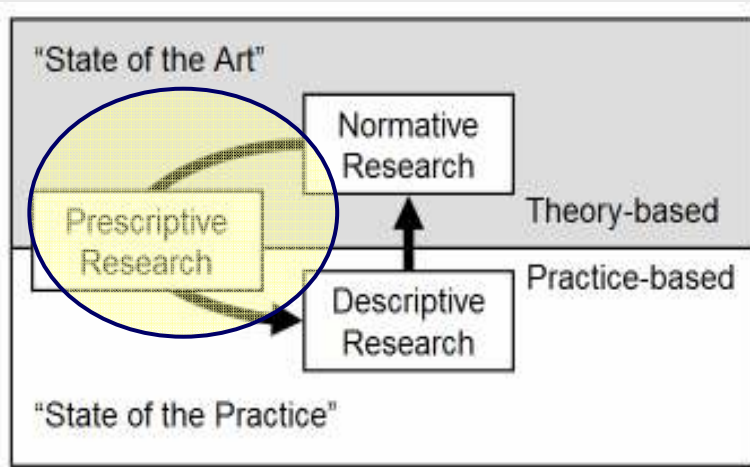 “State of the Art”
Normative
Research
Prescriptive
Research
Theory-based
Practice-based
Descriptive
Research
“State of the Practice”